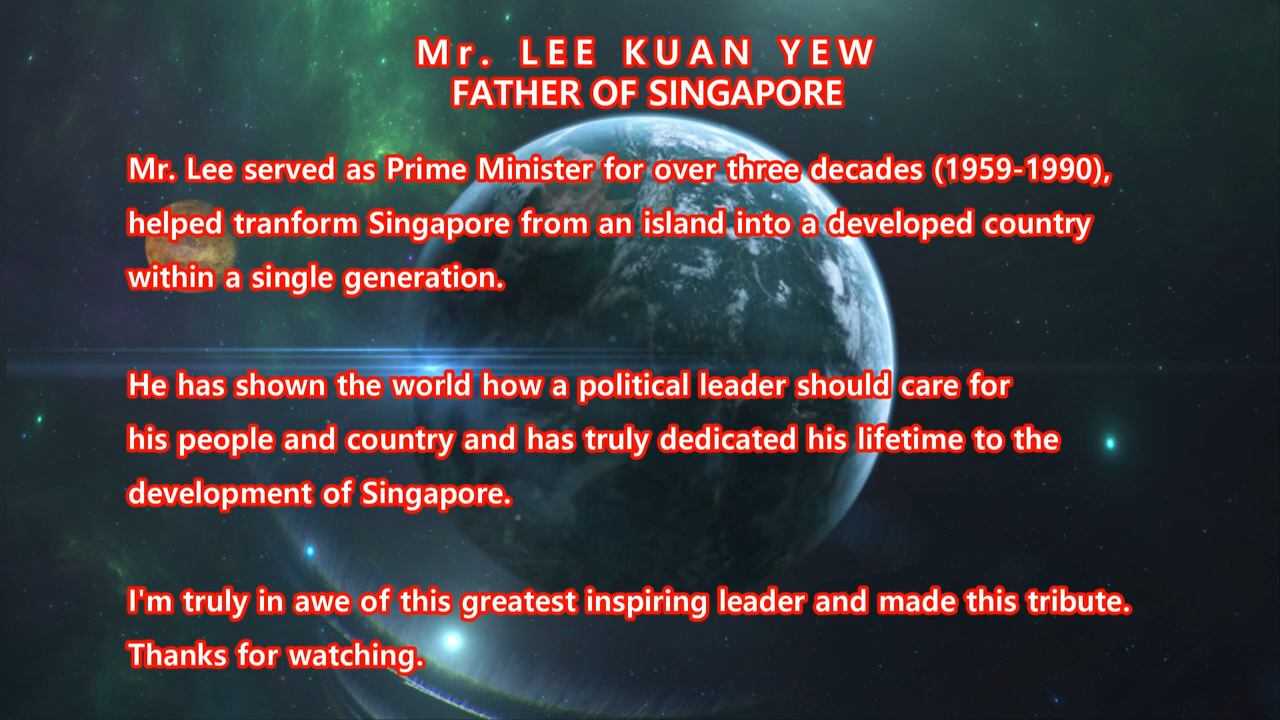 Mr. LEE KUAN YEW
FATHER OF SINGAPORE
Mr. Lee served as Prime Minister for over three decades (1959-1990),
helped tranform Singapore from an island into a developed country
within a single generation.
He has shown the world how a political leader should care for
his people and country and has truly dedicated his lifetime to the
development of Singapore.
I'm truly in awe of this greatest inspiring leader and made this tribute.
Thanks for watching.